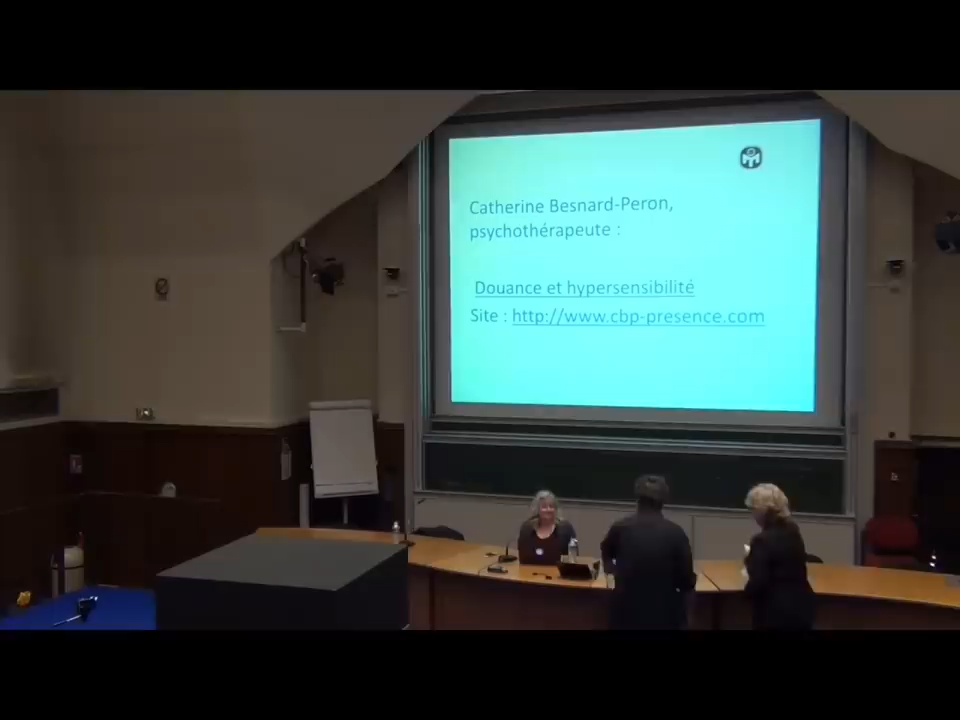 Catherine Besnard-Peron,
psychothérapeute :
Douance et hypersensibilité
Site : http://www.cbp-presence.com